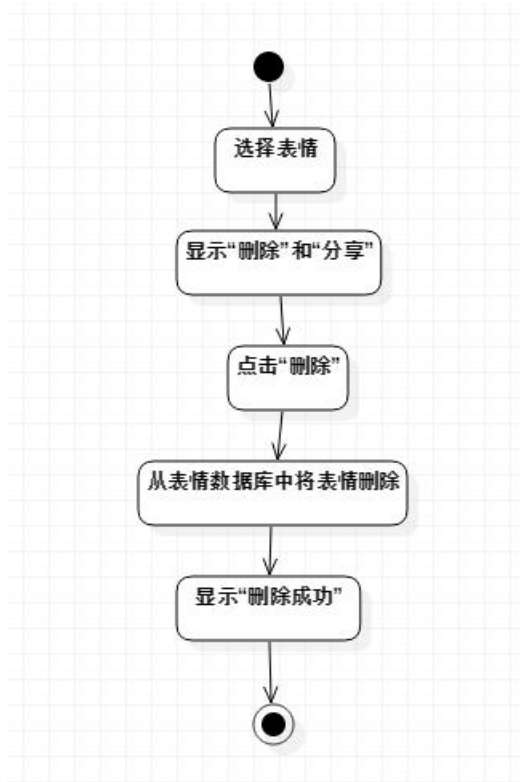 选择表情
显示“删除”和“分享”
点击“删除”
从表情数据库中将表情删除
显示“删除成功”